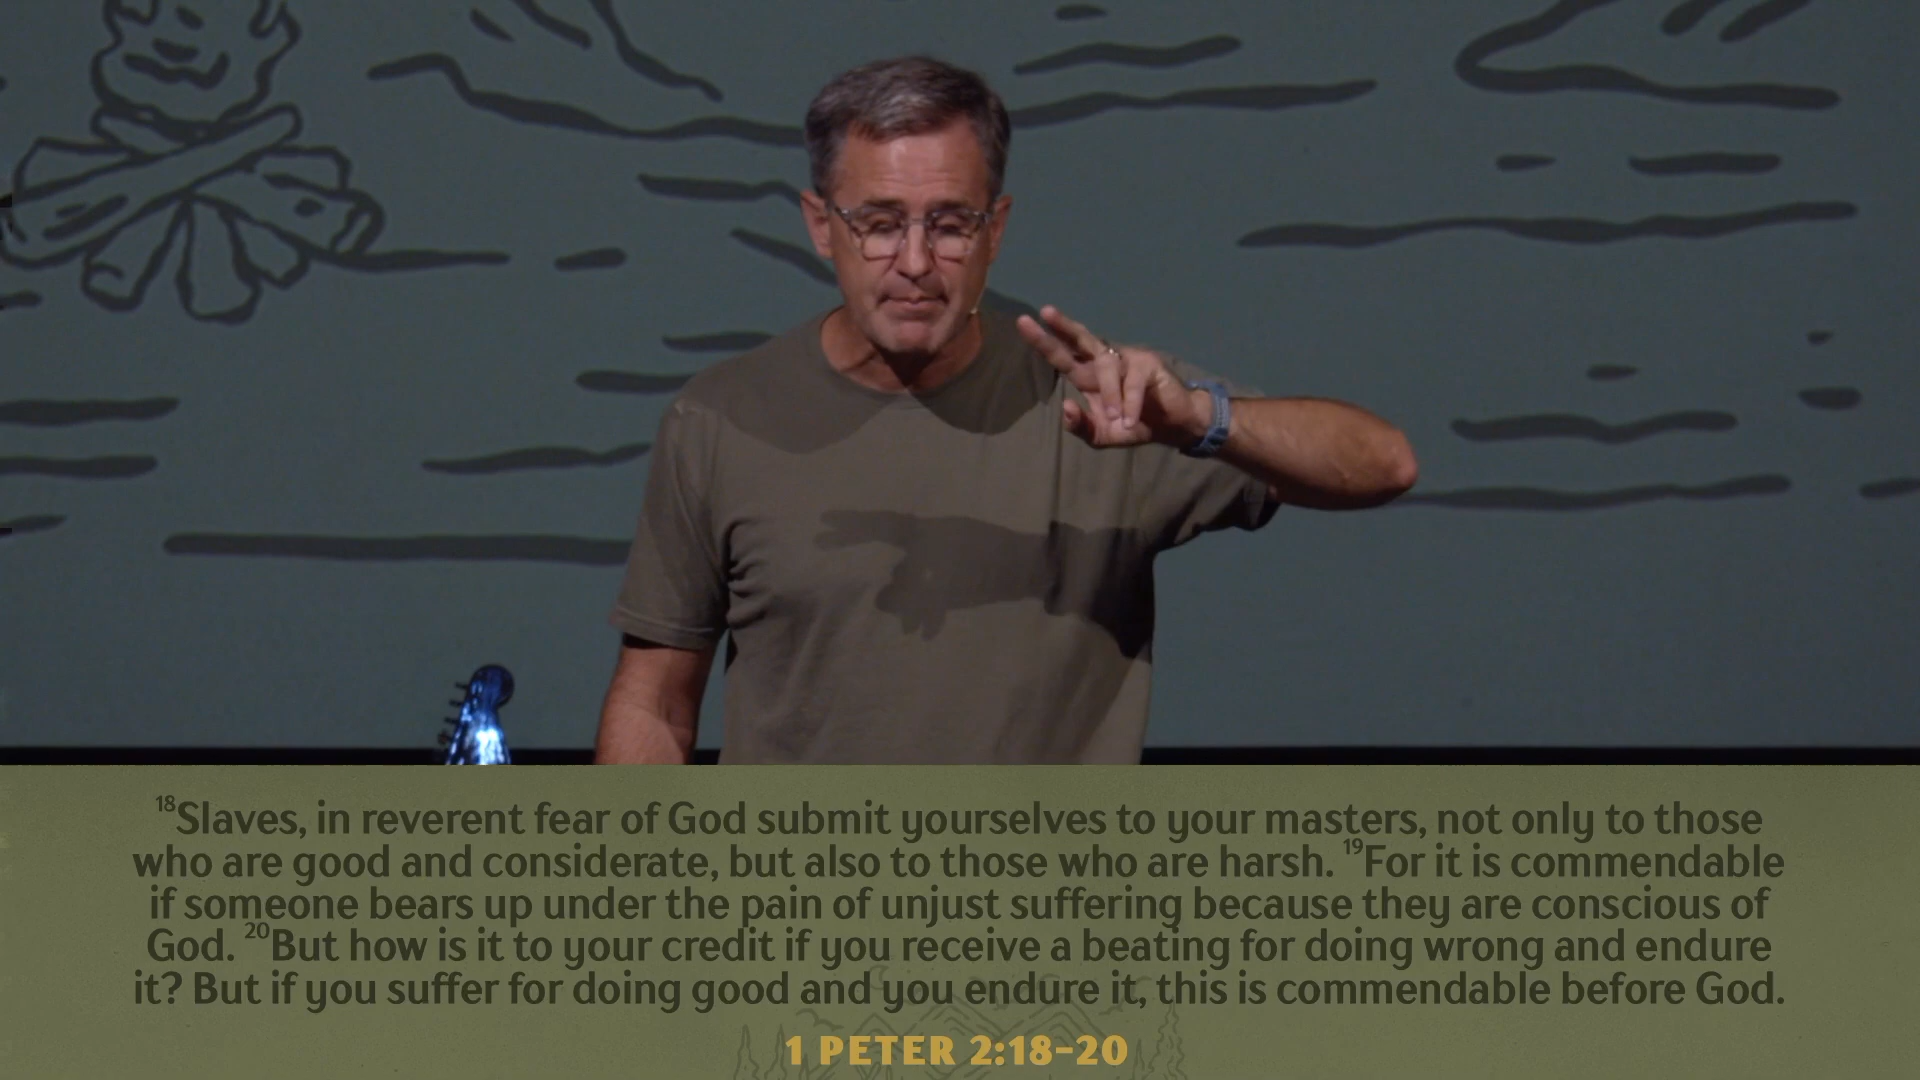 ¹⁸Slaves, in reverent fear of God submit yourselves to your masters, not only to those
who are good and considerate, but also to those who are harsh. ¹⁹For it is commendable
if someone bears up under the pain of unjust suffering because they are conscious of
God. ²⁰But how is it to your credit if you receive a beating for doing wrong and endure
it? But if you suffer for doing good and you endure it, this is commendable before God.
1 PETER 2:18-20